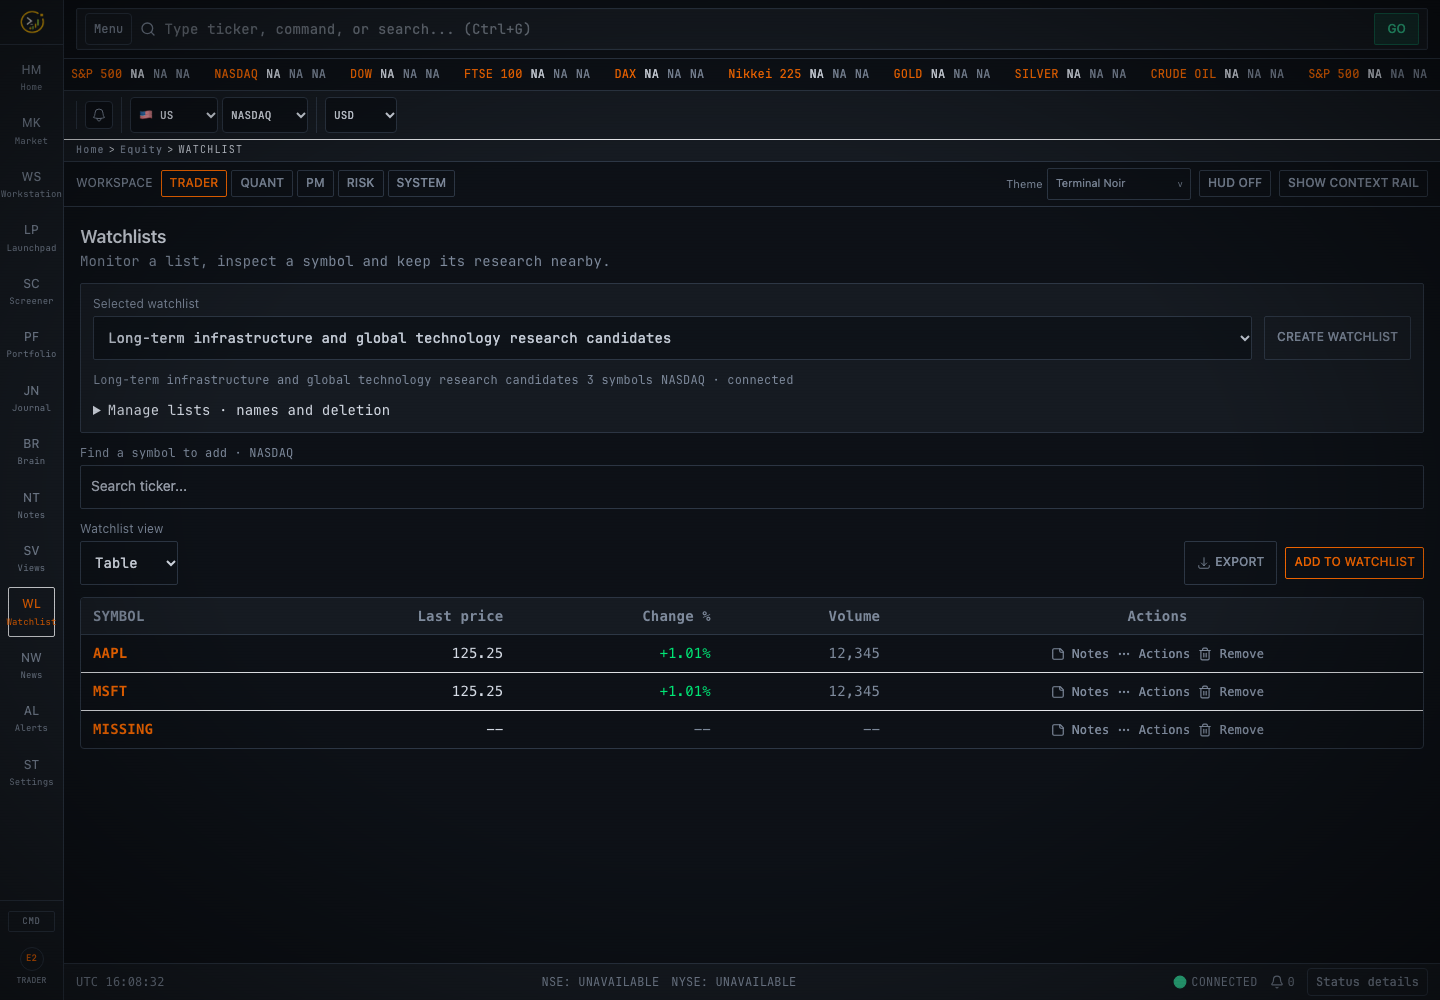 Menu Type ticker, command, or search... (Ctrl+G) GO
S&P 500 NA NA NA NASDAQ NA NA NA DOW NA NA NA FTSE 100 NA NA NA DAX NA NA NA Nikkei 225 NA NA NA GOLD NA NA NA SILVER NA NA NA CRUDE OIL NA NA NA S&P 500 NA NA NA
US NASDAQ USD
Home > Equity > WATCHLIST
WORKSPACE TRADER QUANT PM RISK SYSTEM Theme Terminal Noir v HUD OFF SHOW CONTEXT RAIL
HM
Home
MK
Market
WS
Workstation
LP
Launchpad
SC
Screener
PF
Portfolio
JN
Journal
BR
Brain
NT
Notes
SV
Views
WL
Watchlist
NW
News
AL
Alerts
ST
Settings
CMD
E2
TRADER
Watchlists
Monitor a list, inspect a symbol and keep its research nearby.
Selected watchlist
Long-term infrastructure and global technology research candidates CREATE WATCHLIST
Long-term infrastructure and global technology research candidates 3 symbols NASDAQ · connected
Manage lists · names and deletion
Find a symbol to add · NASDAQ
Search ticker...
Watchlist view
Table EXPORT ADD TO WATCHLIST
SYMBOL Last price Change % Volume Actions
AAPL 125.25 +1.01% 12,345 Notes ··· Actions Remove
MSFT 125.25 +1.01% 12,345 Notes ··· Actions Remove
MISSING -- -- -- Notes ··· Actions Remove
UTC 16:08:32 NSE: UNAVAILABLE NYSE: UNAVAILABLE CONNECTED 0 Status details